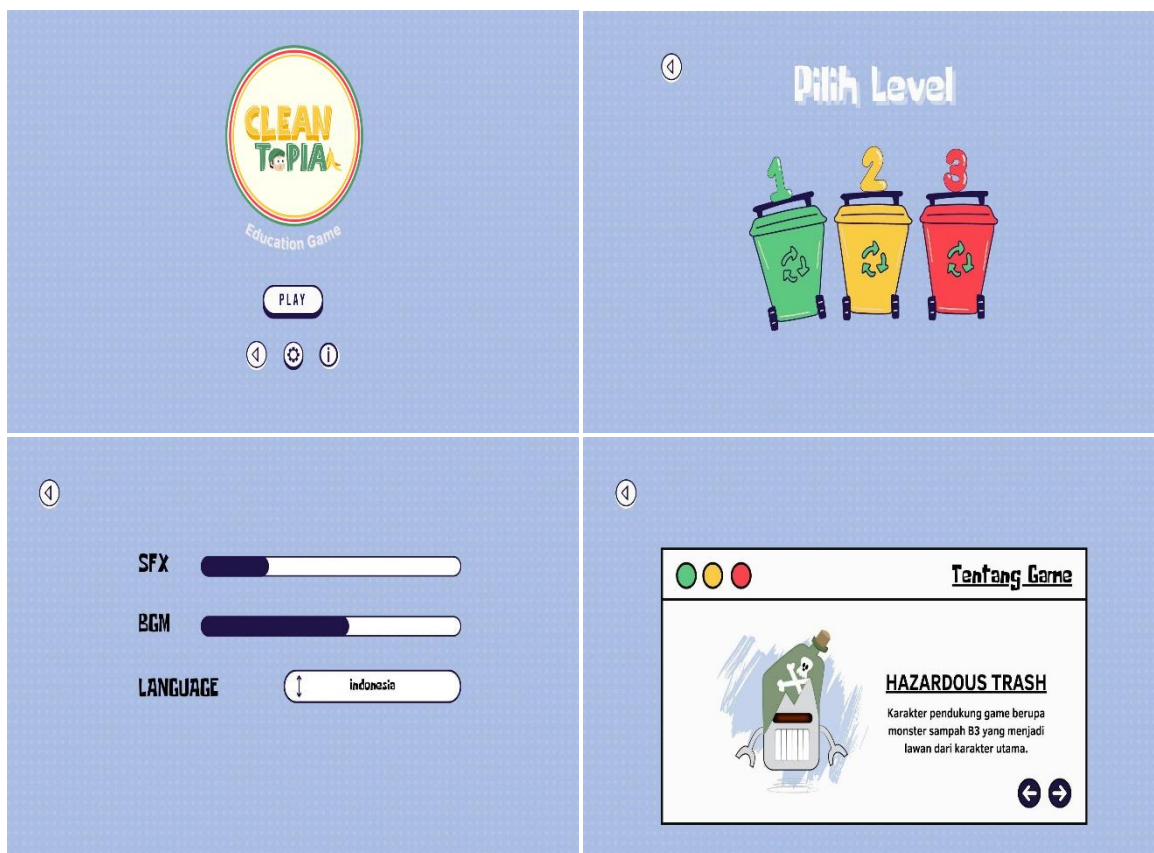 CLEAN
TOPIA
Education Game
PLAY
Pilih Level
1 2 3
SFX
BGM
LANGUAGE
indonesia
Tentang Game
HAZARDOUS TRASH
Karakter pendukung game berupa
monster sampah B3 yang menjadi
lawan dari karakter utama.